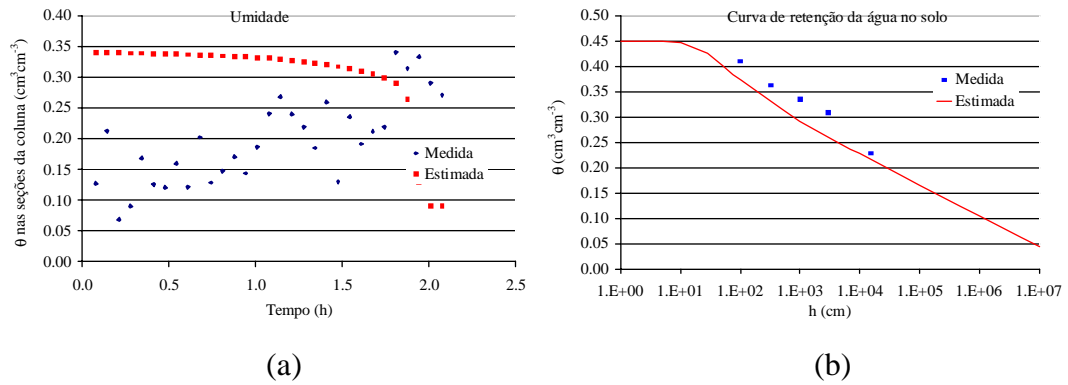 Umidade
0.40
0.35
0.30
0.25
0.20
0.15
0.10
0.05
0.00
θ nas seções da coluna (cm³cm⁻³)
Medida
Estimada
0.0
0.5
1.0
1.5
2.0
2.5
Tempo (h)
(a)
Curva de retenção da água no solo
0.50
0.45
0.40
0.35
0.30
0.25
0.20
0.15
0.10
0.05
0.00
θ (cm³cm⁻³)
Medida
Estimada
1.E+00
1.E+01
1.E+02
1.E+03
1.E+04
1.E+05
1.E+06
1.E+07
h (cm)
(b)